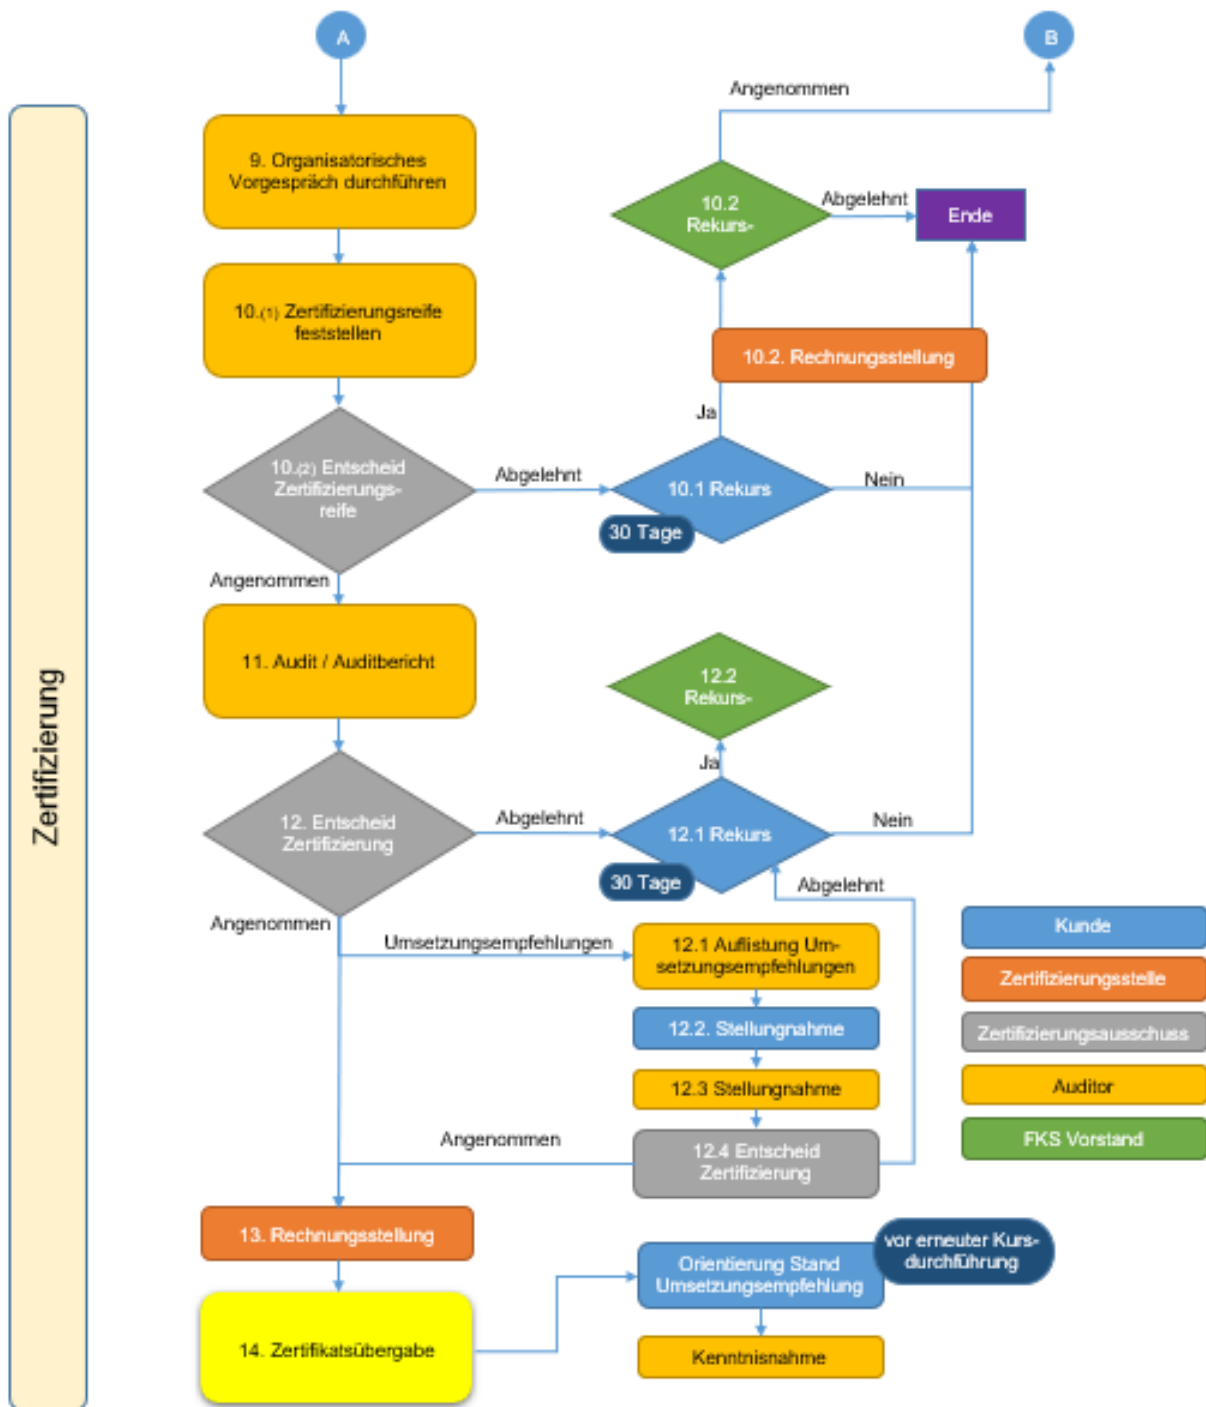 A
B
Angenommen
9. Organisatorisches
Vorgespräch durchführen
10.2
Rekurs-
Abgelehnt
Ende
10.(1) Zertifizierungsreife
feststellen
10.2. Rechnungsstellung
Ja
10.(2) Entscheid
Zertifizierungs-
reife
Abgelehnt
10.1 Rekurs
Nein
30 Tage
Angenommen
11. Audit / Auditbericht
12.2
Rekurs-
Zertifizierung
Ja
12. Entscheid
Zertifizierung
Abgelehnt
12.1 Rekurs
Nein
30 Tage
Abgelehnt
Angenommen
Umsetzungsempfehlungen
12.1 Auflistung Um-
setzungsempfehlungen
12.2. Stellungnahme
12.3 Stellungnahme
Angenommen
12.4 Entscheid
Zertifizierung
Kunde
Zertifizierungsstelle
Zertifizierungsausschuss
Auditor
FKS Vorstand
13. Rechnungsstellung
vor erneuter Kurs-
durchführung
Orientierung Stand
Umsetzungsempfehlung
14. Zertifikatsübergabe
Kenntnisnahme